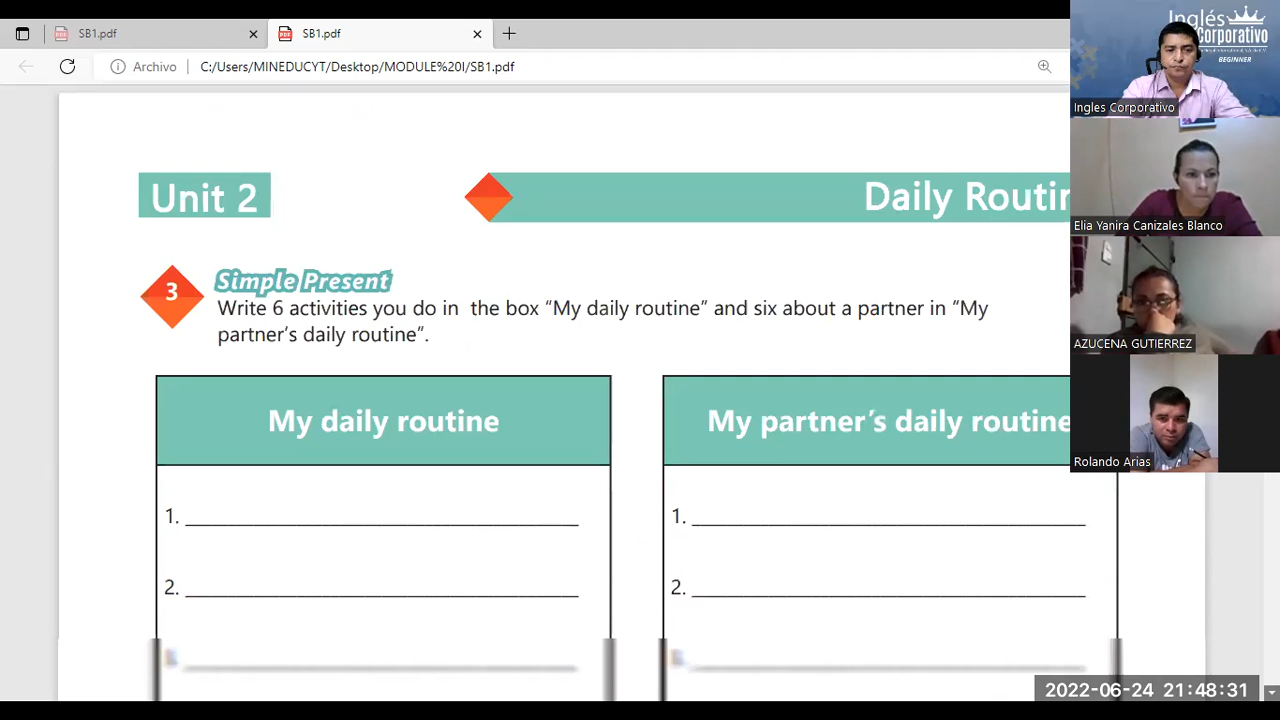 SB1.pdf
SB1.pdf
Archivo
C:/Users/MINEDUCYT/Desktop/MODULE%20I/SB1.pdf
Inglés
Corporativo
BEGINNER
Ingles Corporativo
Elia Yanira Canizales Blanco
AZUCENA GUTIERREZ
Rolando Arias
Unit 2
Daily Routin
3
Simple Present
Write 6 activities you do in the box “My daily routine” and six about a partner in “My
partner’s daily routine”.
My daily routine
My partner’s daily routine
1.
1.
2.
2.
2022-06-24 21:48:31